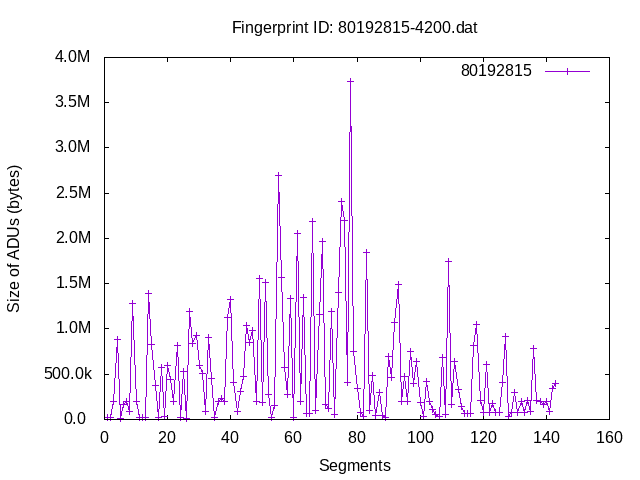 Fingerprint ID: 80192815-4200.dat
80192815
4.0M
3.5M
3.0M
2.5M
2.0M
1.5M
1.0M
500.0k
0.0
Size of ADUs (bytes)
0 20 40 60 80 100 120 140 160
Segments